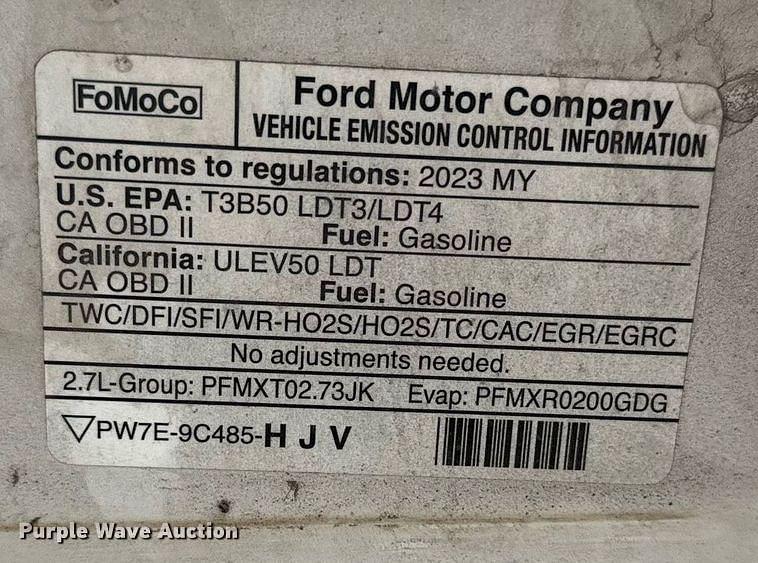 FoMoCo
Ford Motor Company
VEHICLE EMISSION CONTROL INFORMATION
Conforms to regulations: 2023 MY
U.S. EPA: T3B50 LDT3/LDT4
CA OBD II Fuel: Gasoline
California: ULEV50 LDT
CA OBD II Fuel: Gasoline
TWC/DFI/SFI/WR-HO2S/HO2S/TC/CAC/EGR/EGRC
No adjustments needed.
2.7L-Group: PFMXT02.73JK Evap: PFMXR0200GDG
PW7E-9C485-H J V
Purple Wave Auction